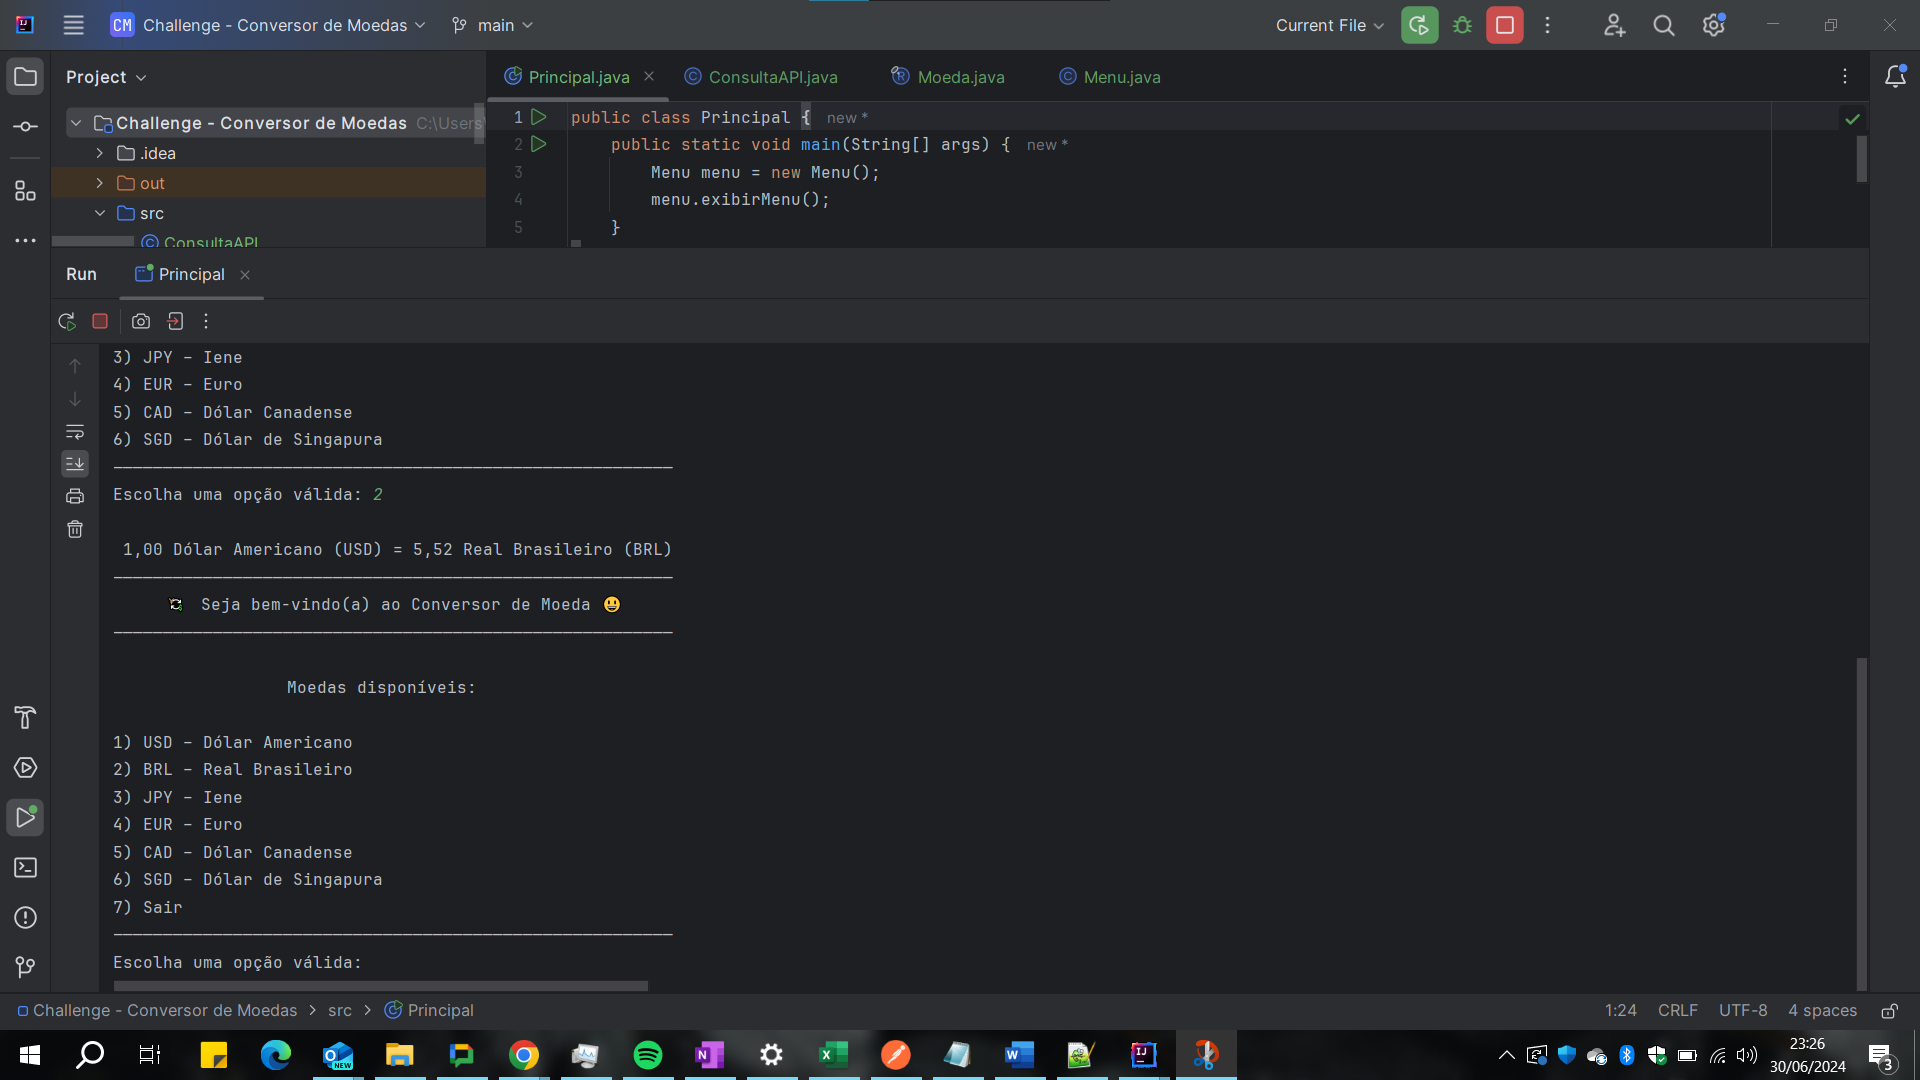 CM Challenge - Conversor de Moedas main Current File
Project
Principal.java ConsultaAPI.java Moeda.java Menu.java
Challenge - Conversor de Moedas C:\Users
.idea
out
src
ConsultaAPI
1 public class Principal { new *
2 public static void main(String[] args) { new *
3 Menu menu = new Menu();
4 menu.exibirMenu();
5 }
Run Principal
3) JPY - Iene
4) EUR - Euro
5) CAD - Dólar Canadense
6) SGD - Dólar de Singapura
Escolha uma opção válida: 2
1,00 Dólar Americano (USD) = 5,52 Real Brasileiro (BRL)
Seja bem-vindo(a) ao Conversor de Moeda 😃
Moedas disponíveis:
1) USD - Dólar Americano
2) BRL - Real Brasileiro
3) JPY - Iene
4) EUR - Euro
5) CAD - Dólar Canadense
6) SGD - Dólar de Singapura
7) Sair
Escolha uma opção válida:
Challenge - Conversor de Moedas > src > Principal
1:24 CRLF UTF-8 4 spaces
23:26
30/06/2024
3